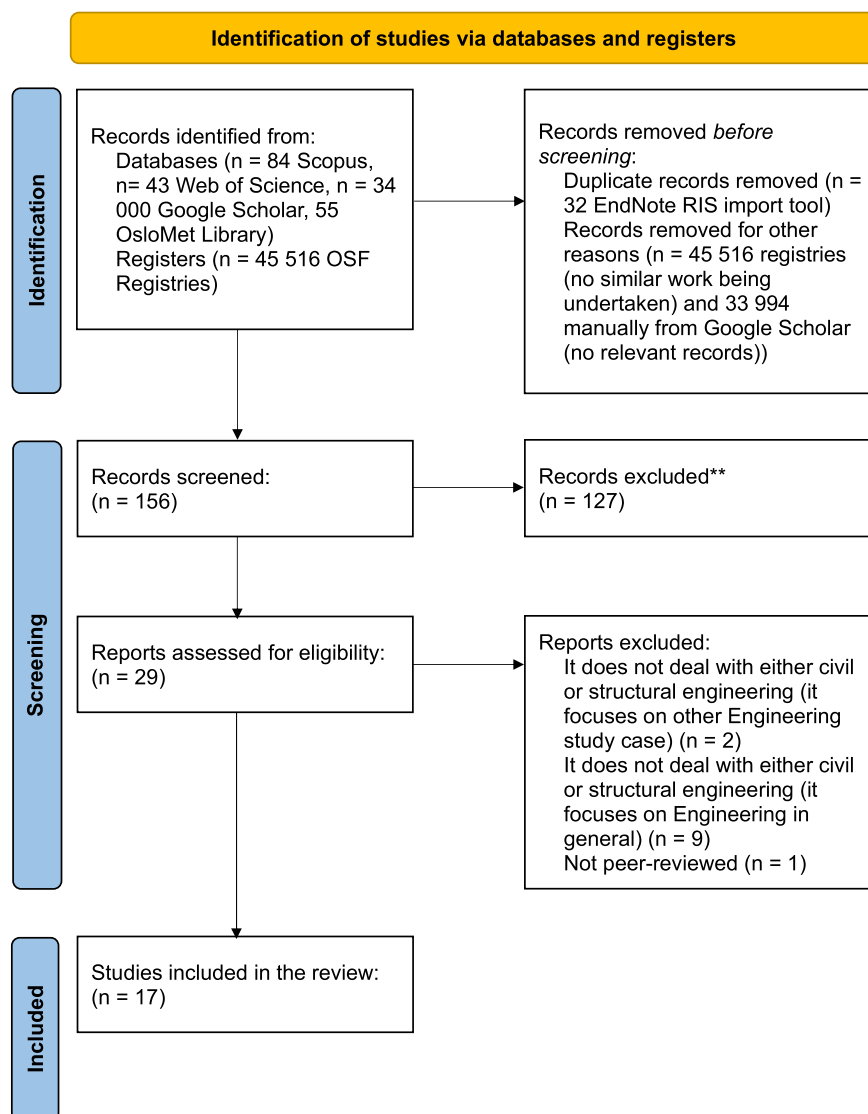 Identification of studies via databases and registers
Identification
Records identified from:
Databases (n = 84 Scopus,
n= 43 Web of Science, n = 34
000 Google Scholar, 55
OsloMet Library)
Registers (n = 45 516 OSF
Registries)
Records removed before
screening:
Duplicate records removed (n =
32 EndNote RIS import tool)
Records removed for other
reasons (n = 45 516 registries
(no similar work being
undertaken) and 33 994
manually from Google Scholar
(no relevant records))
Screening
Records screened:
(n = 156)
Records excluded**
(n = 127)
Reports assessed for eligibility:
(n = 29)
Reports excluded:
It does not deal with either civil
or structural engineering (it
focuses on other Engineering
study case) (n = 2)
It does not deal with either civil
or structural engineering (it
focuses on Engineering in
general) (n = 9)
Not peer-reviewed (n = 1)
Included
Studies included in the review:
(n = 17)